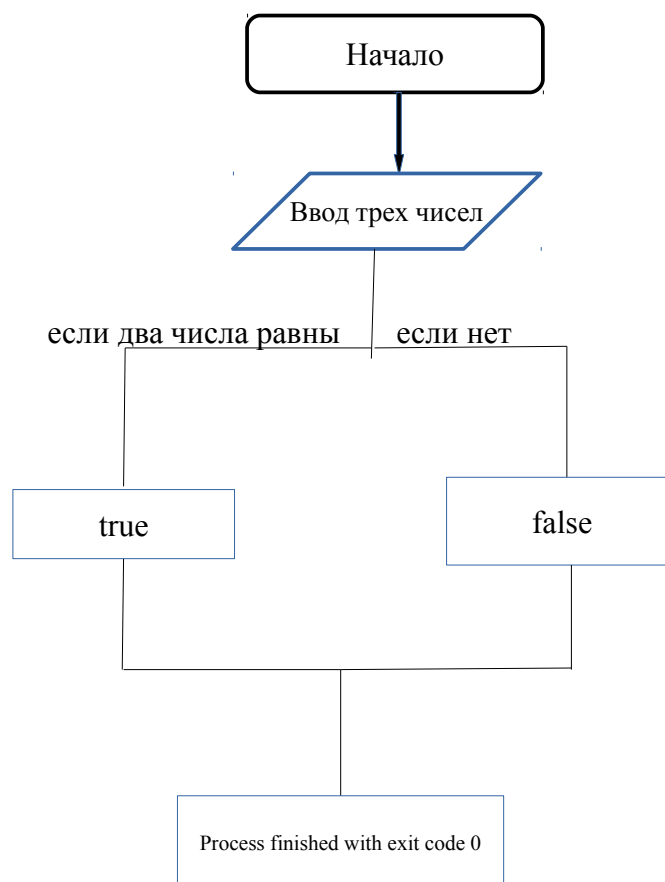 Начало
Ввод трех чисел
если два числа равны
если нет
true
false
Process finished with exit code 0